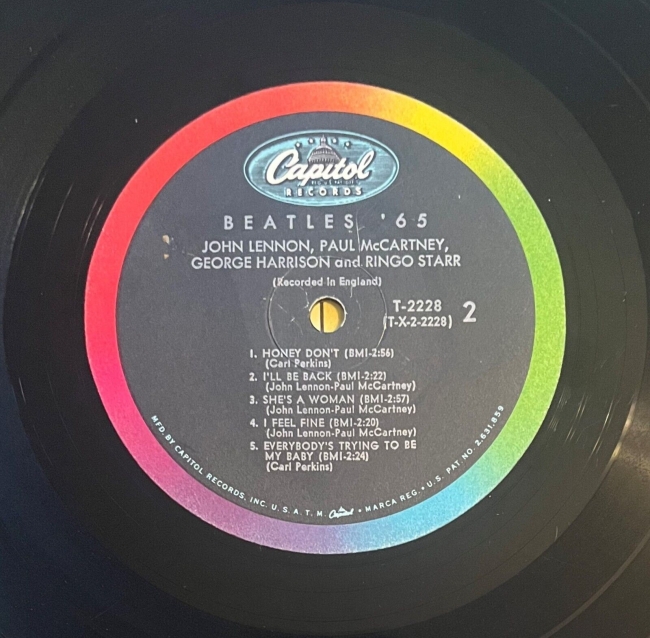 Capitol
RECORDS
BEATLES '65
JOHN LENNON, PAUL McCARTNEY,
GEORGE HARRISON and RINGO STARR
(Recorded in England)
T-2228
(T-X-2-2228)
2
1. HONEY DON'T (BMI-2:56)
(Carl Perkins)
2. I'LL BE BACK (BMI-2:22)
(John Lennon-Paul McCartney)
3. SHE'S A WOMAN (BMI-2:57)
(John Lennon-Paul McCartney)
4. I FEEL FINE (BMI-2:20)
(John Lennon-Paul McCartney)
5. EVERYBODY'S TRYING TO BE
MY BABY (BMI-2:24)
(Carl Perkins)
MFD. BY CAPITOL RECORDS, INC. U. S. A. T. M. Capitol • MARCA REG. • U. S. PAT. NO. 2,631,859